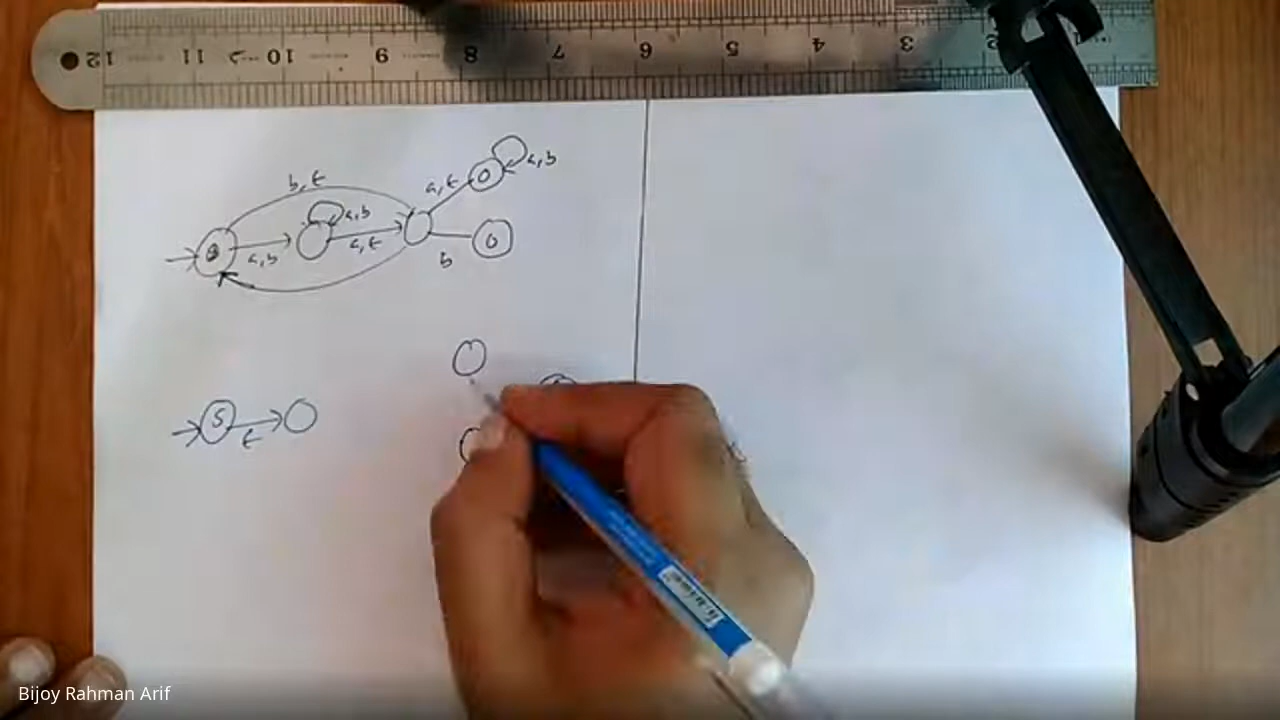 12 11 10 9 8 7 6 5 4 3 2
b, ε
a, ε
a, b
a, b
a, b
a, ε
b
S
ε
Bijoy Rahman Arif